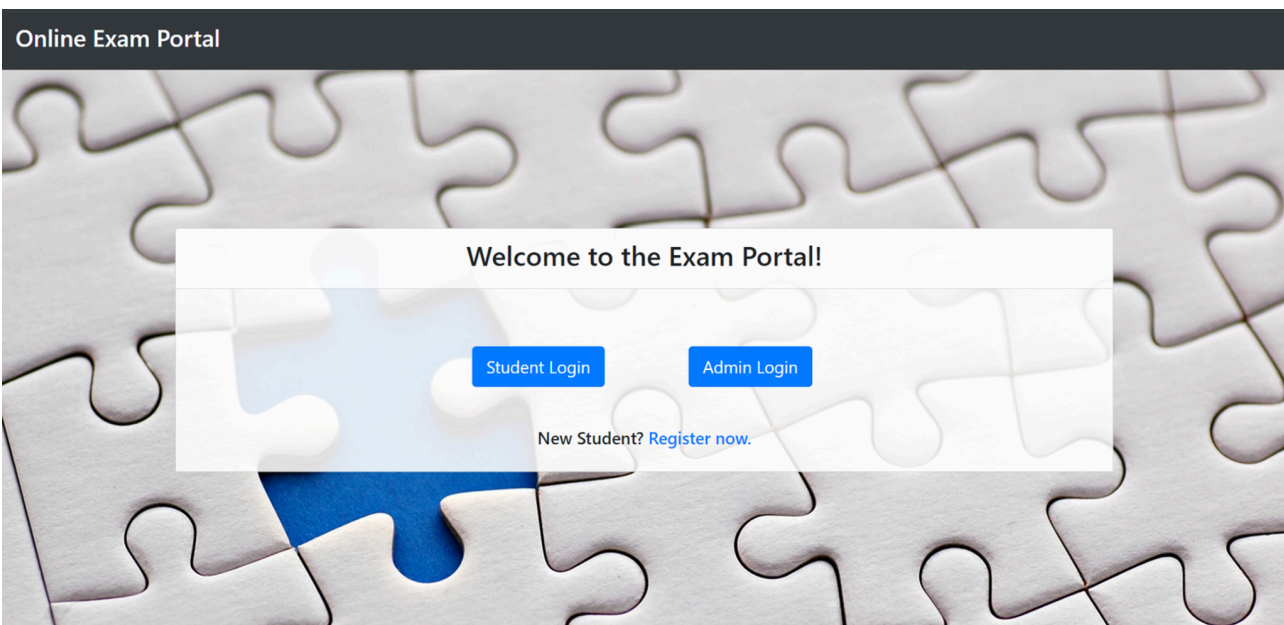 Online Exam Portal
Welcome to the Exam Portal!
Student Login Admin Login
New Student? Register now.